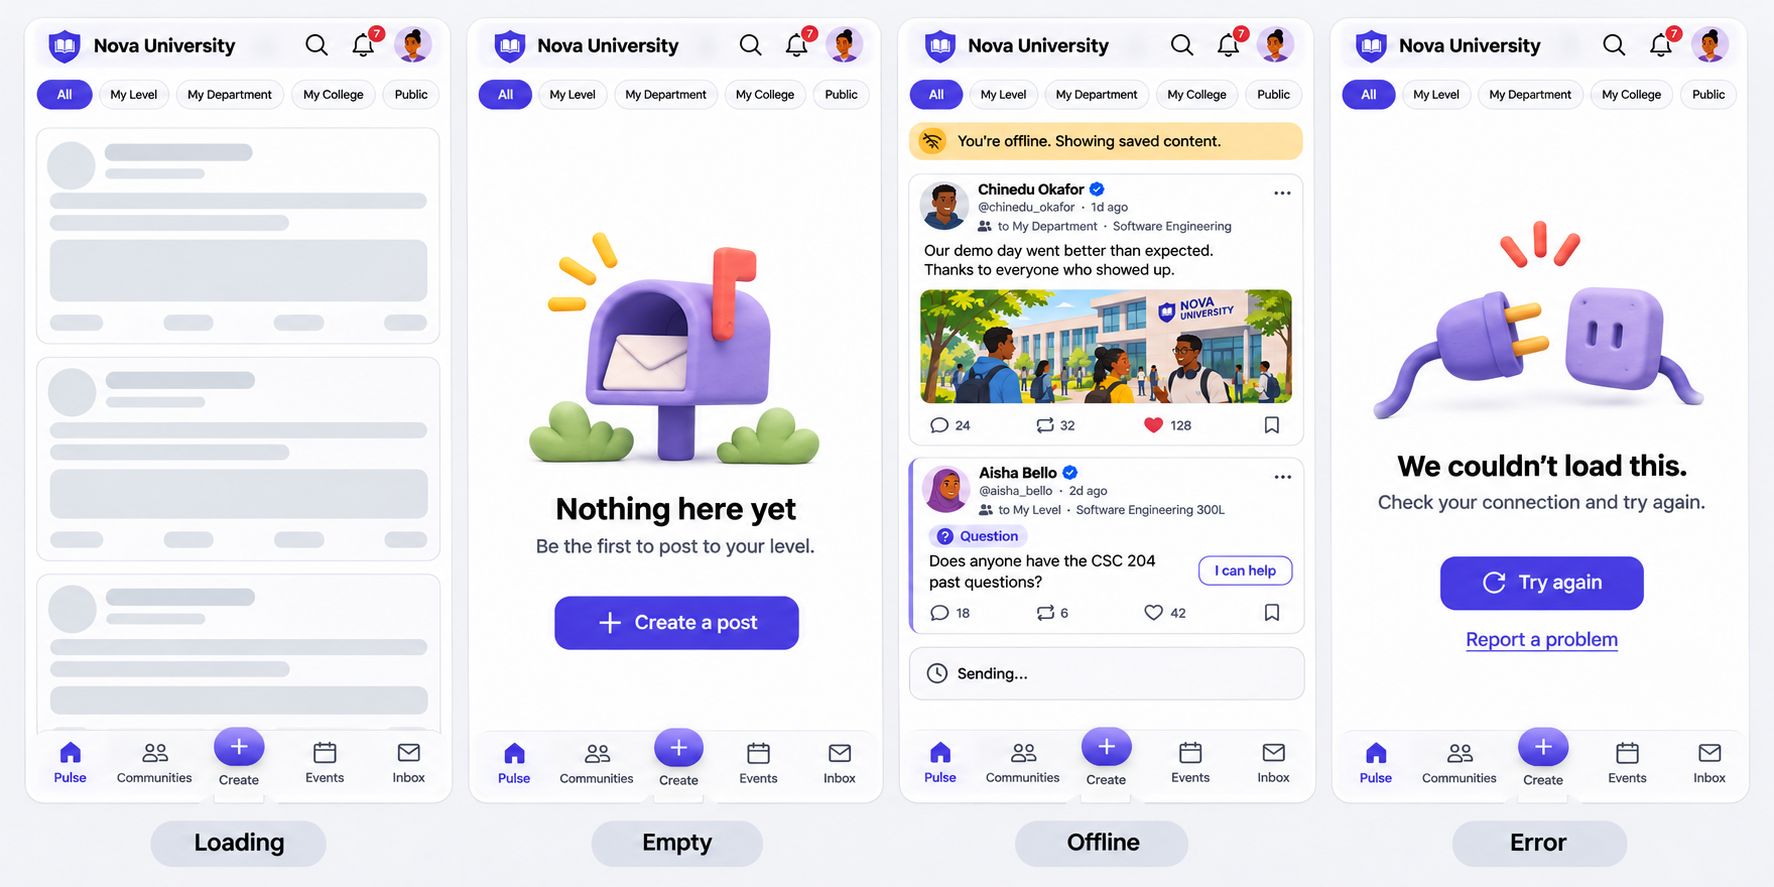 Nova University
7
All
My Level
My Department
My College
Public
Pulse
Communities
Create
Events
Inbox
Loading
Nova University
7
All
My Level
My Department
My College
Public
Nothing here yet
Be the first to post to your level.
Create a post
Pulse
Communities
Create
Events
Inbox
Empty
Nova University
7
All
My Level
My Department
My College
Public
You're offline. Showing saved content.
Chinedu Okafor
@chinedu_okafor · 1d ago
to My Department · Software Engineering
Our demo day went better than expected.
Thanks to everyone who showed up.
NOVA
UNIVERSITY
24
32
128
Aisha Bello
@aisha_bello · 2d ago
to My Level · Software Engineering 300L
? Question
Does anyone have the CSC 204
past questions?
I can help
18
6
42
Sending...
Pulse
Communities
Create
Events
Inbox
Offline
Nova University
7
All
My Level
My Department
My College
Public
We couldn't load this.
Check your connection and try again.
Try again
Report a problem
Pulse
Communities
Create
Events
Inbox
Error